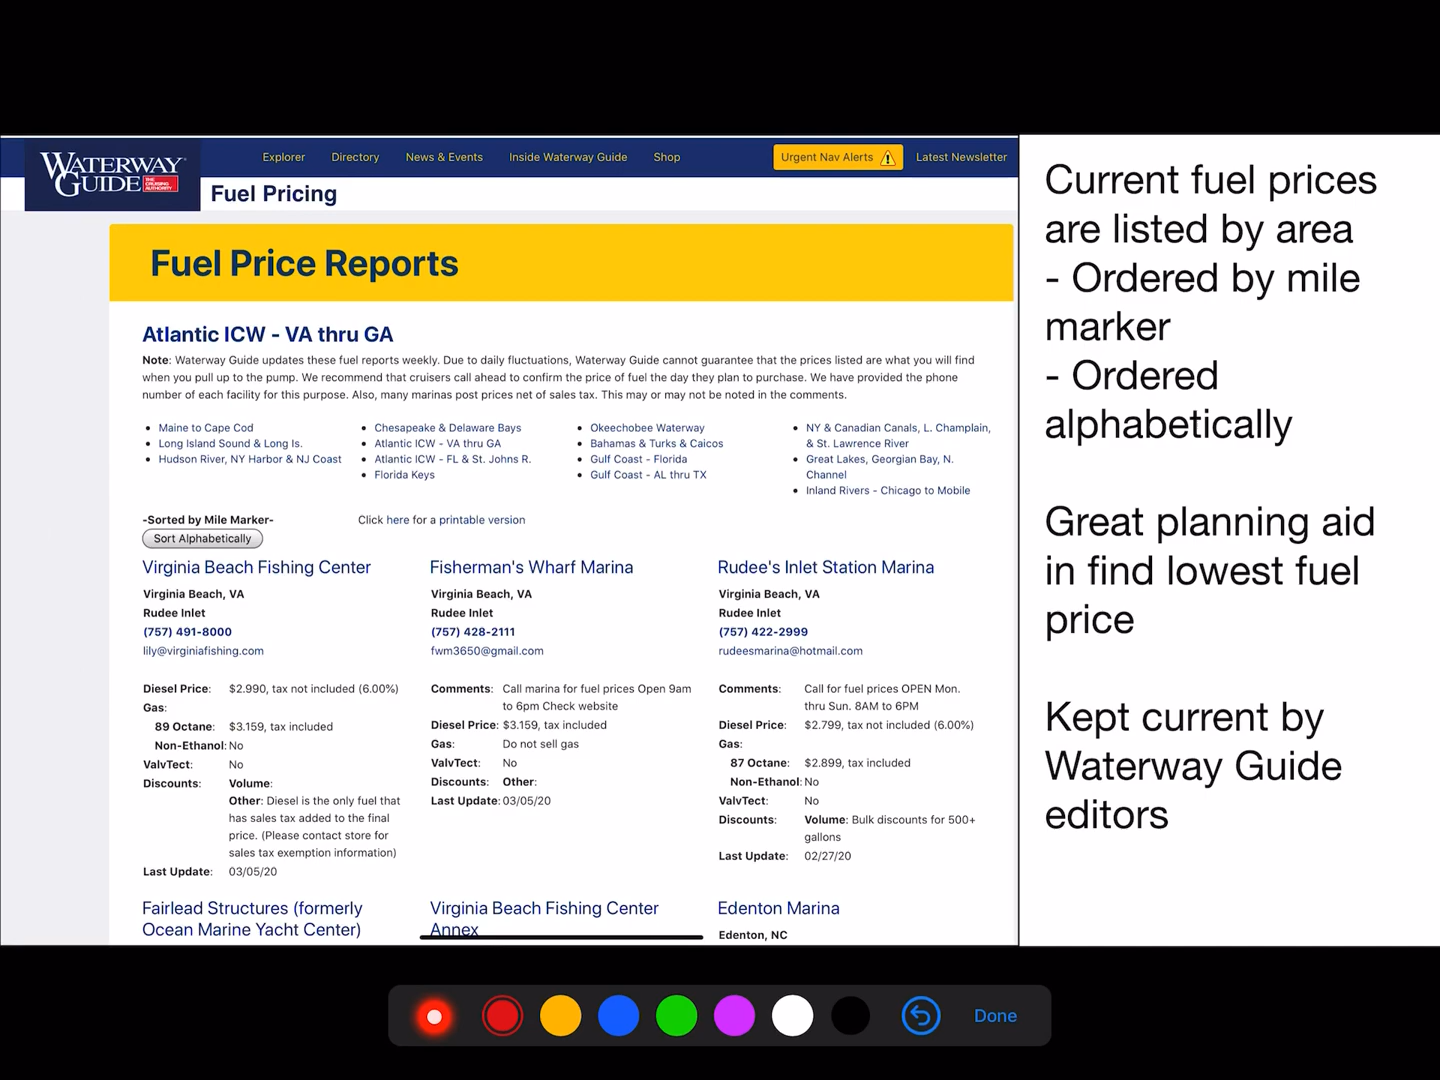 WATERWAY GUIDE THE CRUISING AUTHORITY
Explorer Directory News & Events Inside Waterway Guide Shop Urgent Nav Alerts Latest Newsletter
Fuel Pricing
Fuel Price Reports
Atlantic ICW - VA thru GA
Note: Waterway Guide updates these fuel reports weekly. Due to daily fluctuations, Waterway Guide cannot guarantee that the prices listed are what you will find
when you pull up to the pump. We recommend that cruisers call ahead to confirm the price of fuel the day they plan to purchase. We have provided the phone
number of each facility for this purpose. Also, many marinas post prices net of sales tax. This may or may not be noted in the comments.
• Maine to Cape Cod
• Long Island Sound & Long Is.
• Hudson River, NY Harbor & NJ Coast
• Chesapeake & Delaware Bays
• Atlantic ICW - VA thru GA
• Atlantic ICW - FL & St. Johns R.
• Florida Keys
• Okeechobee Waterway
• Bahamas & Turks & Caicos
• Gulf Coast - Florida
• Gulf Coast - AL thru TX
• NY & Canadian Canals, L. Champlain,
& St. Lawrence River
• Great Lakes, Georgian Bay, N.
Channel
• Inland Rivers - Chicago to Mobile
-Sorted by Mile Marker-
Sort Alphabetically
Click here for a printable version
Virginia Beach Fishing Center
Virginia Beach, VA
Rudee Inlet
(757) 491-8000
lily@virginiafishing.com
Diesel Price: $2.990, tax not included (6.00%)
Gas:
89 Octane: $3.159, tax included
Non-Ethanol: No
ValvTect: No
Discounts: Volume:
Other: Diesel is the only fuel that
has sales tax added to the final
price. (Please contact store for
sales tax exemption information)
Last Update: 03/05/20
Fisherman's Wharf Marina
Virginia Beach, VA
Rudee Inlet
(757) 428-2111
fwm3650@gmail.com
Comments: Call marina for fuel prices Open 9am
to 6pm Check website
Diesel Price: $3.159, tax included
Gas: Do not sell gas
ValvTect: No
Discounts: Other:
Last Update: 03/05/20
Rudee's Inlet Station Marina
Virginia Beach, VA
Rudee Inlet
(757) 422-2999
rudeesmarina@hotmail.com
Comments: Call for fuel prices OPEN Mon.
thru Sun. 8AM to 6PM
Diesel Price: $2.799, tax not included (6.00%)
Gas:
87 Octane: $2.899, tax included
Non-Ethanol: No
ValvTect: No
Discounts: Volume: Bulk discounts for 500+
gallons
Last Update: 02/27/20
Fairlead Structures (formerly
Ocean Marine Yacht Center)
Virginia Beach Fishing Center
Annex
Edenton Marina
Edenton, NC
Current fuel prices
are listed by area
- Ordered by mile
marker
- Ordered
alphabetically
Great planning aid
in find lowest fuel
price
Kept current by
Waterway Guide
editors
Done